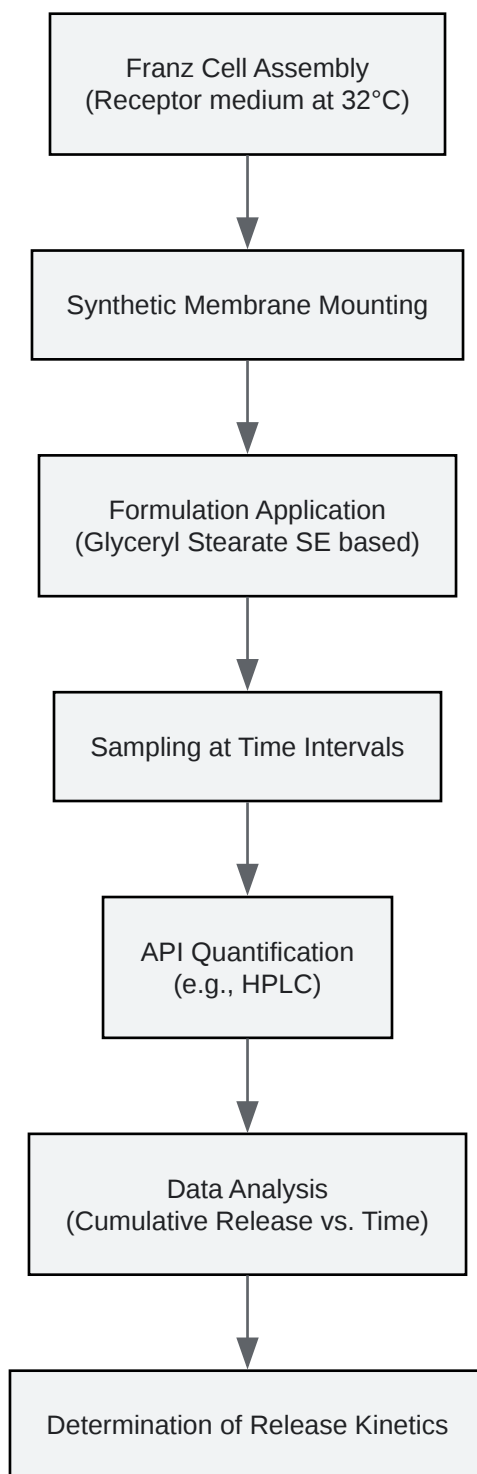 Franz Cell Assembly
(Receptor medium at 32°C)
Synthetic Membrane Mounting
Formulation Application
(Glyceryl Stearate SE based)
Sampling at Time Intervals
API Quantification
(e.g., HPLC)
Data Analysis
(Cumulative Release vs. Time)
Determination of Release Kinetics